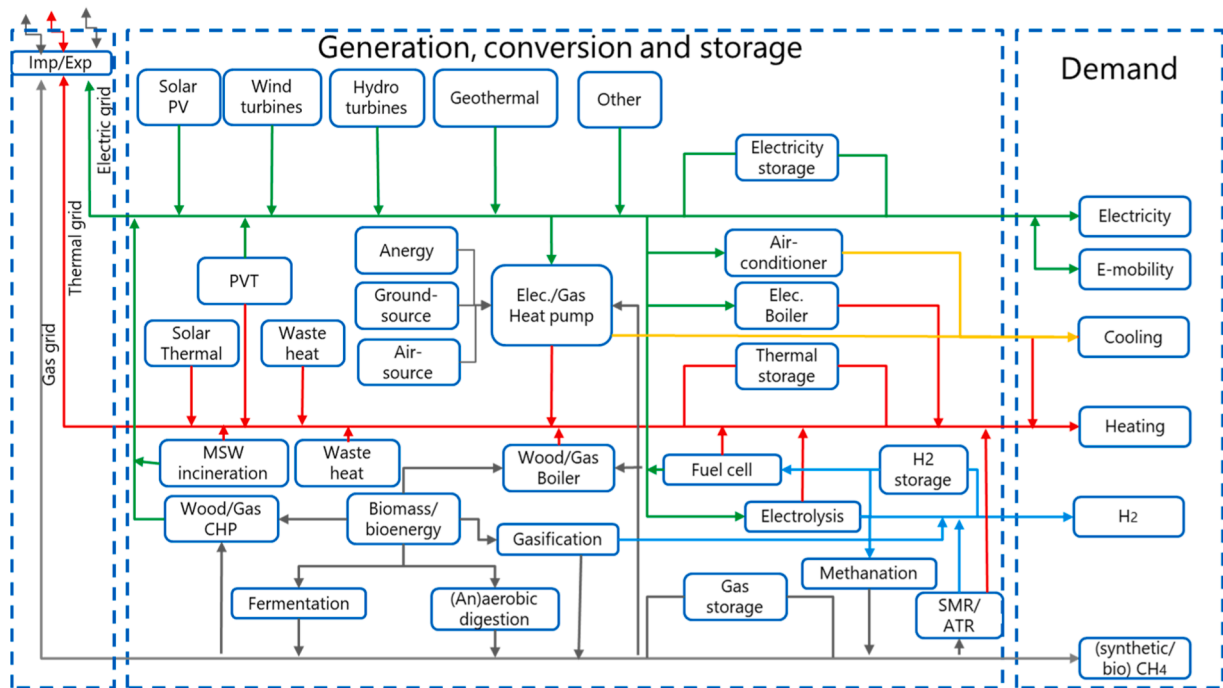 Generation, conversion and storage
Demand
Imp/Exp
Electric grid
Thermal grid
Gas grid
Solar
PV
Wind
turbines
Hydro
turbines
Geothermal
Other
Electricity
storage
Electricity
E-mobility
Cooling
Heating
H2
(synthetic/
bio) CH4
PVT
Anergy
Ground-
source
Air-
source
Elec./Gas
Heat pump
Air-
conditioner
Elec.
Boiler
Thermal
storage
Solar
Thermal
Waste
heat
MSW
incineration
Waste
heat
Wood/Gas
Boiler
Fuel cell
H2
storage
Wood/Gas
CHP
Biomass/
bioenergy
Gasification
Electrolysis
Methanation
Fermentation
(An)aerobic
digestion
Gas
storage
SMR/
ATR